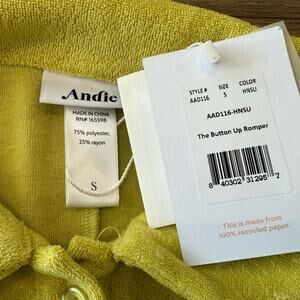 Andie
MADE IN CHINA
RN# 165598
75% polyester,
25% rayon
S
STYLE # SIZE COLOR
AAD116 S HNSU
AAD116-HNSU
The Button Up Romper
8 40302 31295 7
This is made from
100% recycled paper.